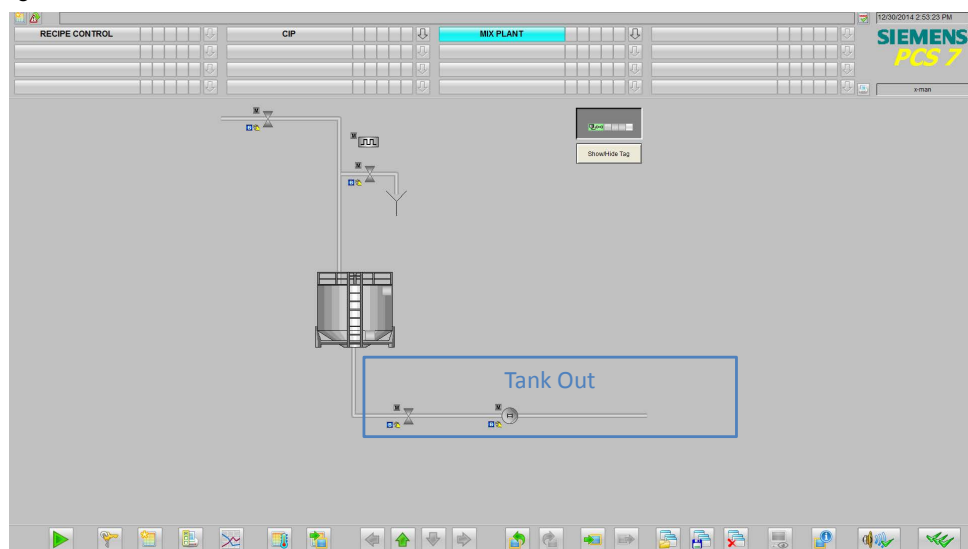 12/30/2014 2:53:23 PM
RECIPE CONTROL
CIP
MIX PLANT
SIEMENS
PCS 7
x-man
M
M
M
Show/Hide Tag
Tank Out
M
M